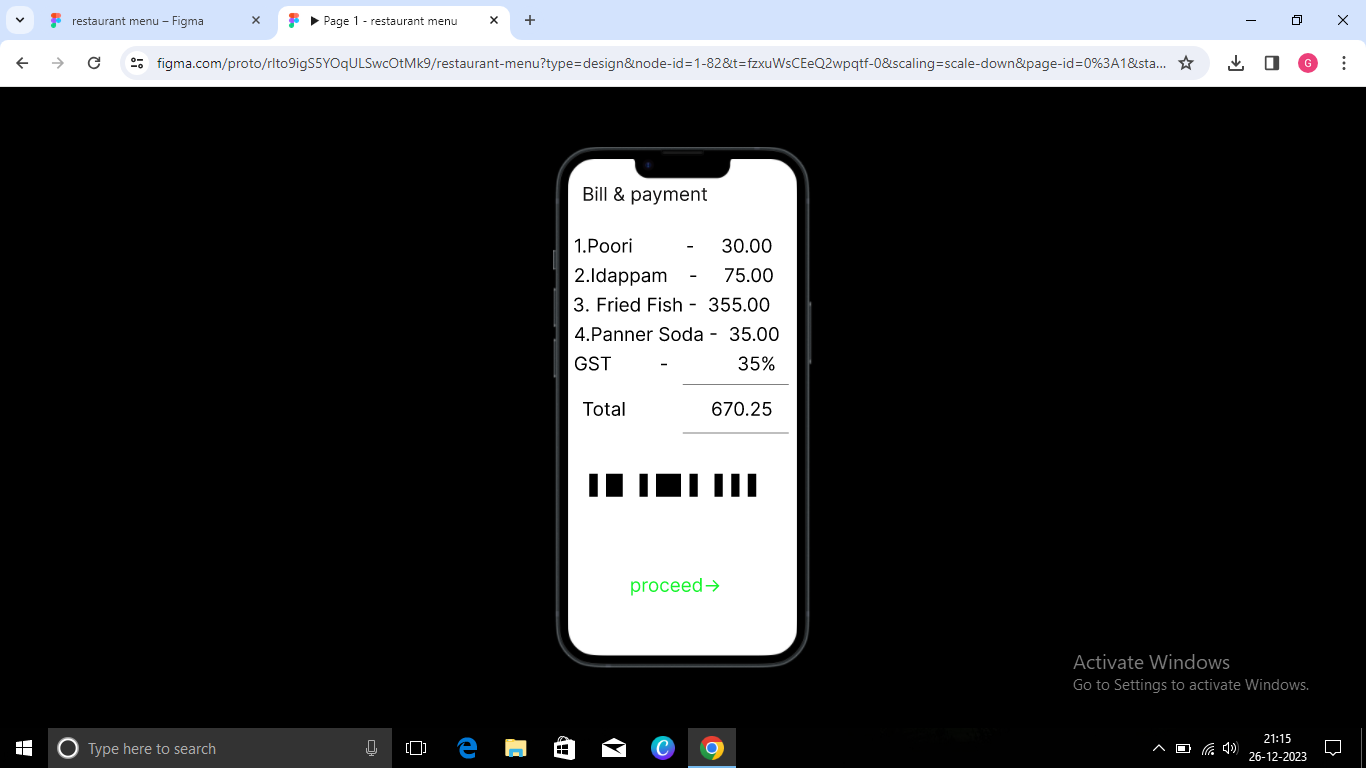 restaurant menu – Figma
▶ Page 1 - restaurant menu
figma.com/proto/rIto9igS5YOqULSwcOtMk9/restaurant-menu?type=design&node-id=1-82&t=fzxuWsCEeQ2wpqtf-0&scaling=scale-down&page-id=0%3A1&sta...
G
Bill & payment
1.Poori - 30.00
2.Idappam - 75.00
3. Fried Fish - 355.00
4.Panner Soda - 35.00
GST - 35%
Total 670.25
proceed→
Activate Windows
Go to Settings to activate Windows.
Type here to search
21:15
26-12-2023